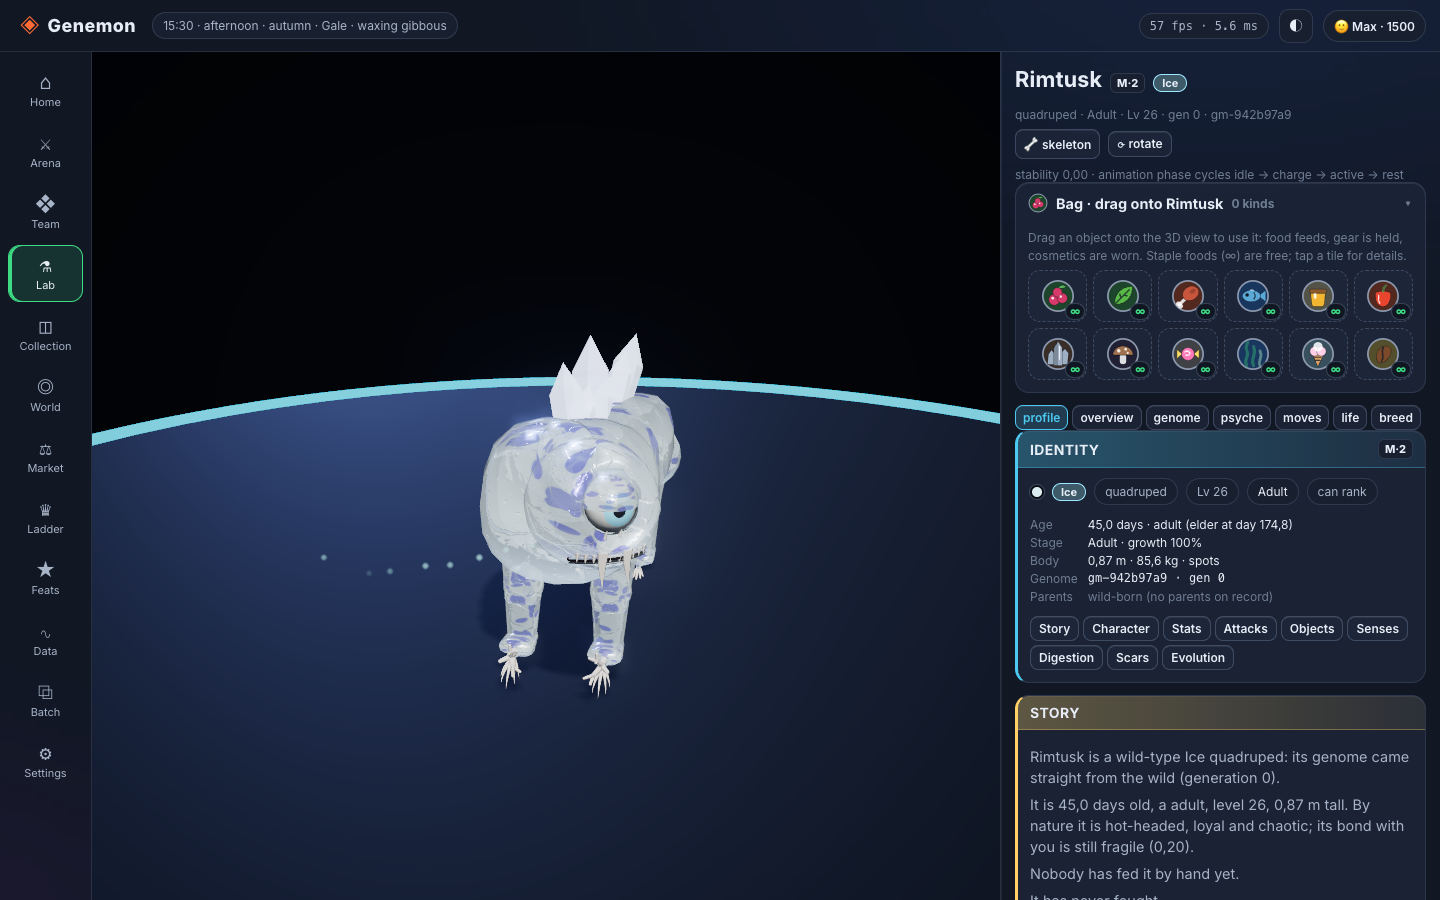 Genemon
15:30 · afternoon · autumn · Gale · waxing gibbous
57 fps · 5.6 ms
Max · 1500
Home
Arena
Team
Lab
Collection
World
Market
Ladder
Feats
Data
Batch
Settings
Rimtusk M·2 Ice
quadruped · Adult · Lv 26 · gen 0 · gm-942b97a9
skeleton
rotate
stability 0,00 · animation phase cycles idle → charge → active → rest
Bag · drag onto Rimtusk 0 kinds
Drag an object onto the 3D view to use it: food feeds, gear is held,
cosmetics are worn. Staple foods (∞) are free; tap a tile for details.
∞ ∞ ∞ ∞ ∞ ∞
∞ ∞ ∞ ∞ ∞ ∞
profile overview genome psyche moves life breed
IDENTITY M·2
Ice quadruped Lv 26 Adult can rank
Age 45,0 days · adult (elder at day 174,8)
Stage Adult · growth 100%
Body 0,87 m · 85,6 kg · spots
Genome gm-942b97a9 · gen 0
Parents wild-born (no parents on record)
Story Character Stats Attacks Objects Senses
Digestion Scars Evolution
STORY
Rimtusk is a wild-type Ice quadruped: its genome came
straight from the wild (generation 0).
It is 45,0 days old, a adult, level 26, 0,87 m tall. By
nature it is hot-headed, loyal and chaotic; its bond with
you is still fragile (0,20).
Nobody has fed it by hand yet.
It has never fought